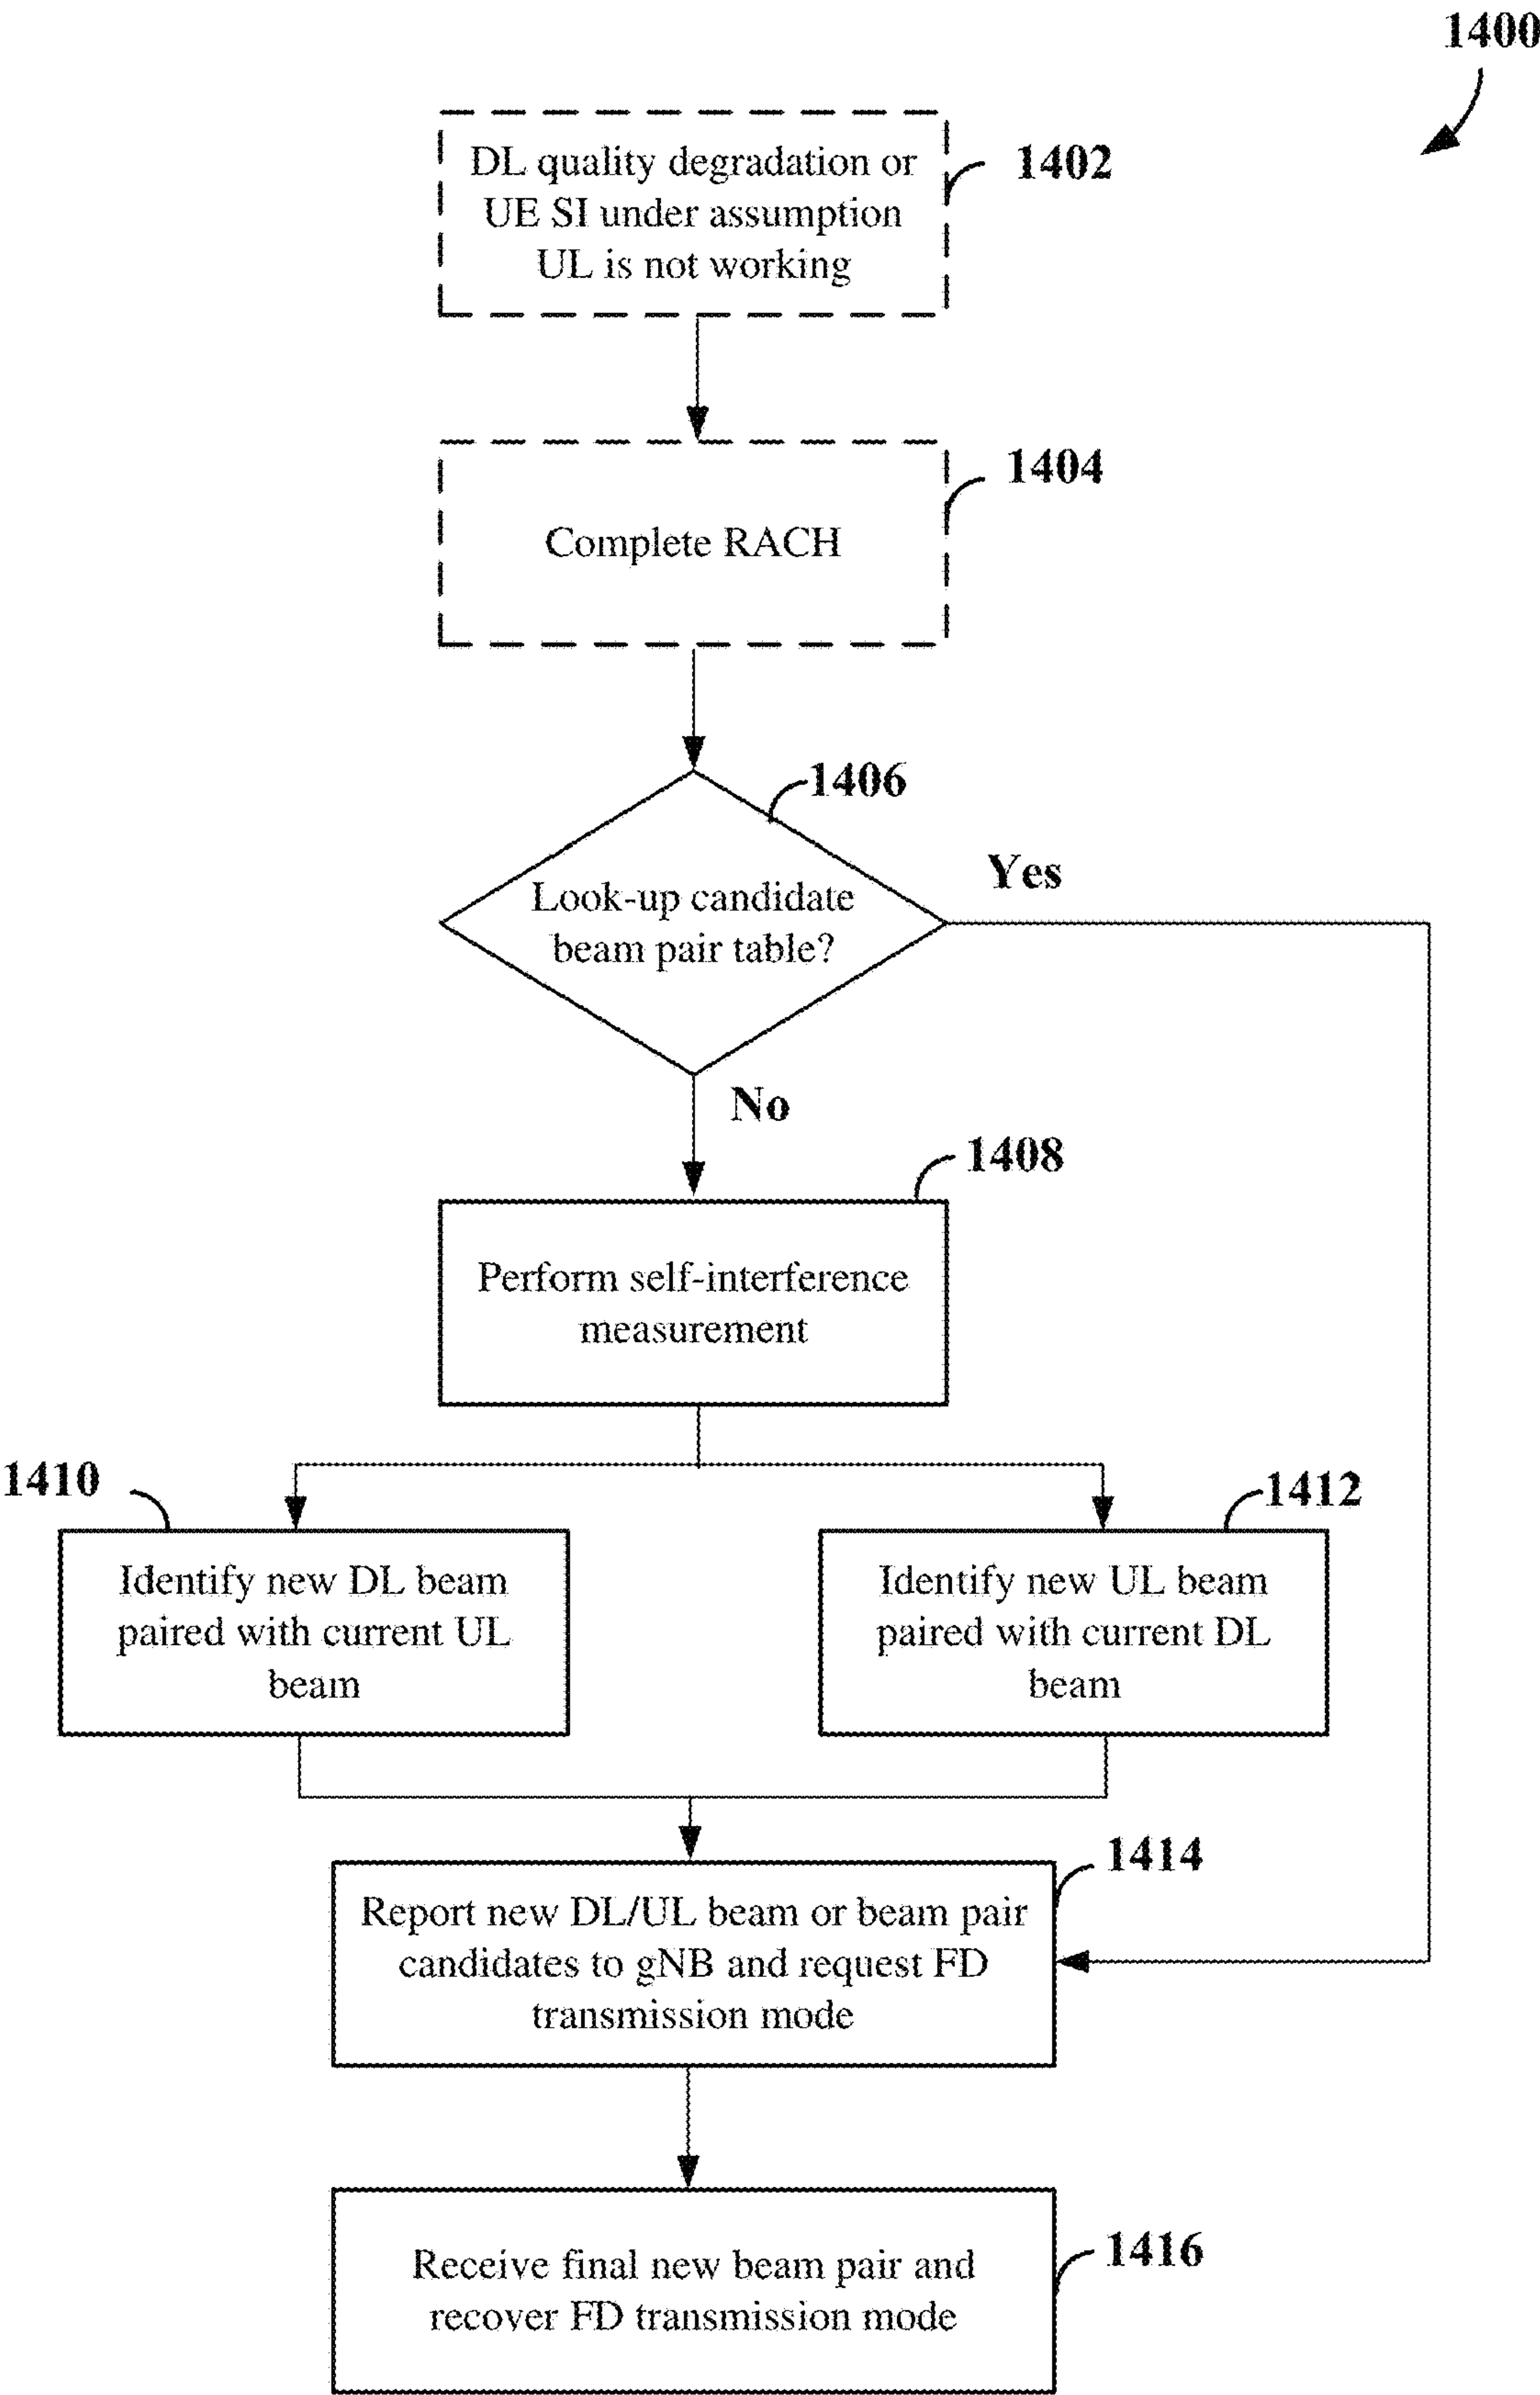 1400
DL quality degradation or
UE SI under assumption
UL is not working
1402
Complete RACH
1404
1406
Look-up candidate
beam pair table?
Yes
No
1408
Perform self-interference
measurement
1410
Identify new DL beam
paired with current UL
beam
1412
Identify new UL beam
paired with current DL
beam
1414
Report new DL/UL beam or beam pair
candidates to gNB and request FD
transmission mode
1416
Receive final new beam pair and
recover FD transmission mode